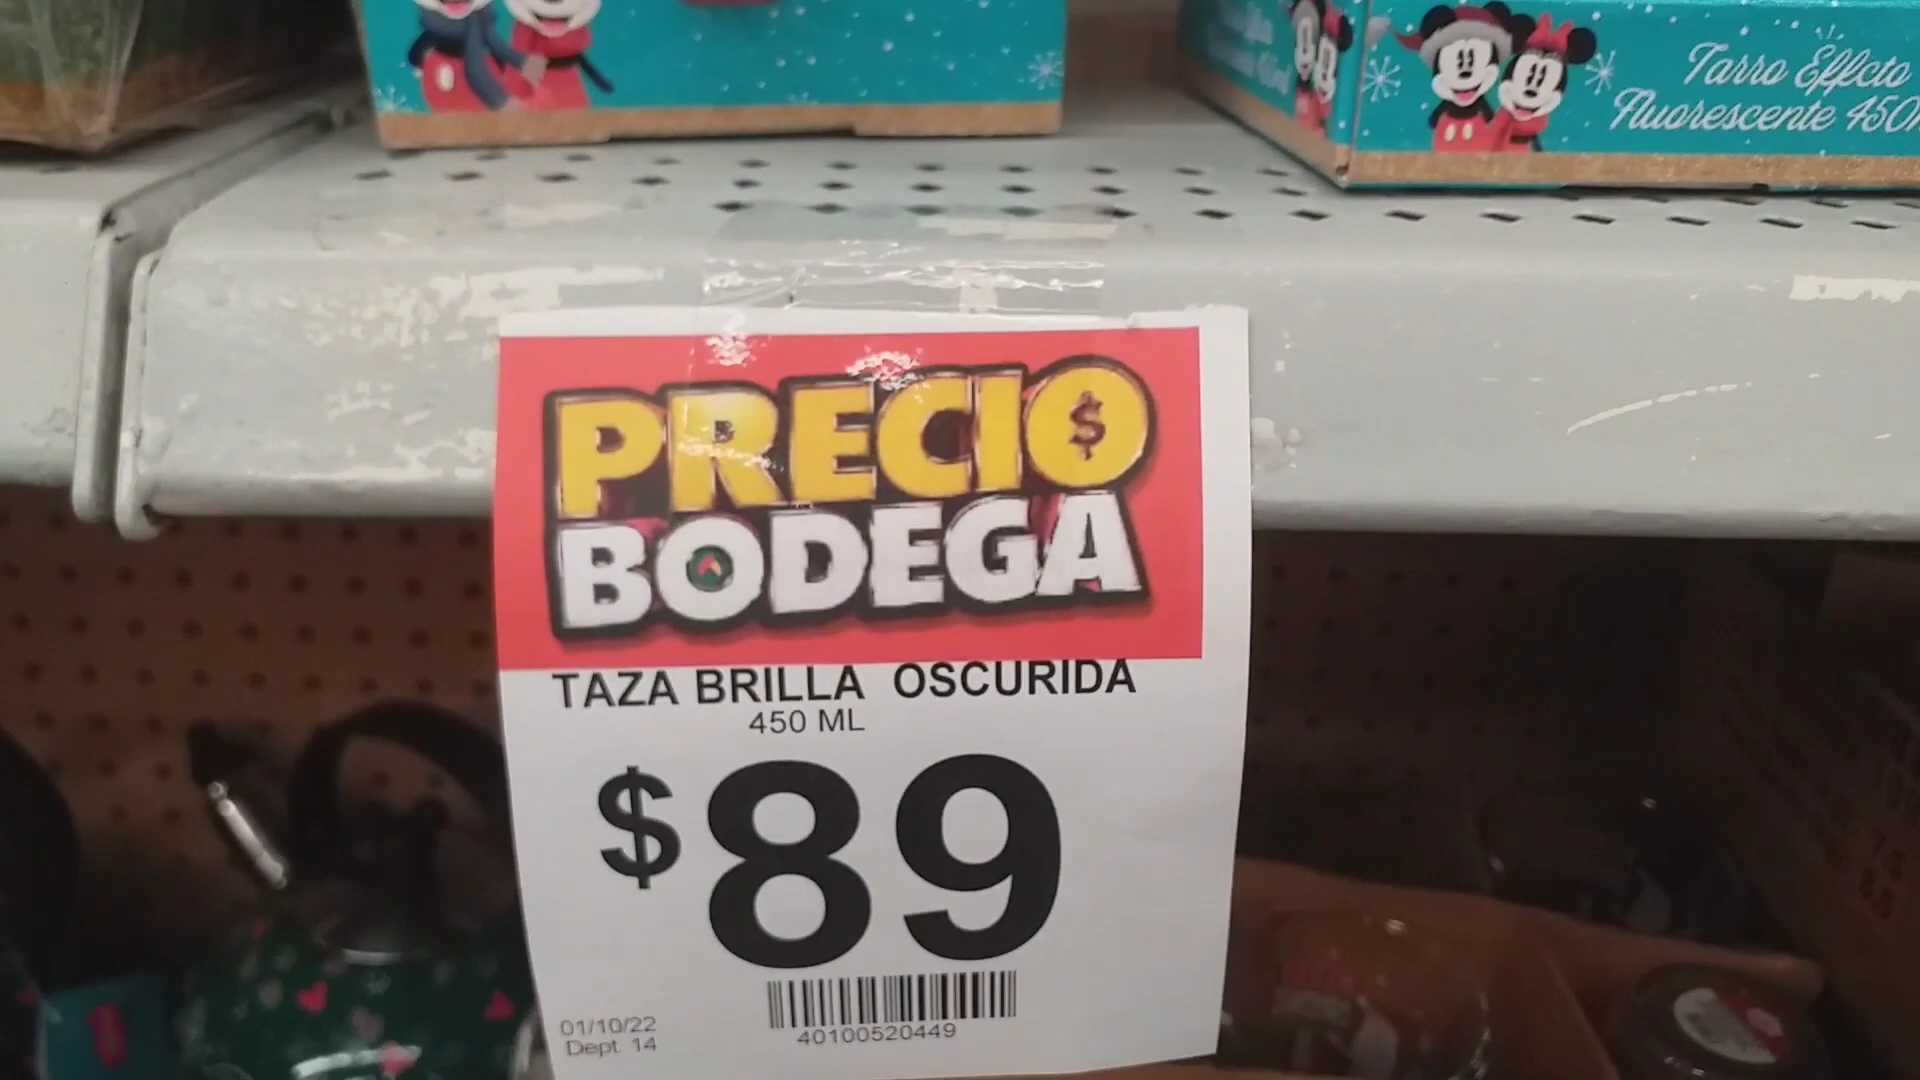 Tarro Effcto
Fluorescente 450
PRECIO
BODEGA
TAZA BRILLA OSCURIDA
450 ML
$89
01/10/22
Dept. 14
40100520449